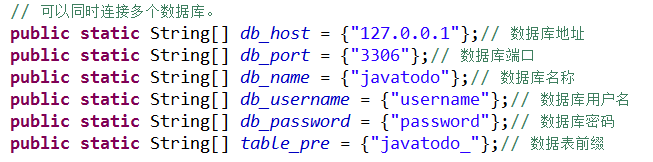 // 可以同时连接多个数据库。
public static String[] db_host = {"127.0.0.1"};// 数据库地址
public static String[] db_port = {"3306"};// 数据库端口
public static String[] db_name = {"javatodo"};// 数据库名称
public static String[] db_username = {"username"};// 数据库用户名
public static String[] db_password = {"password"};// 数据库密码
public static String[] table_pre = {"javatodo_"};// 数据表前缀